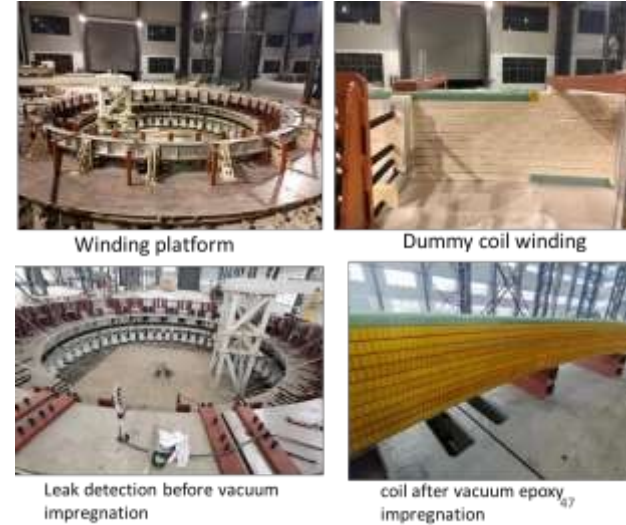 Winding platform
Dummy coil winding
Leak detection before vacuum
impregnation
coil after vacuum epoxy
impregnation
47